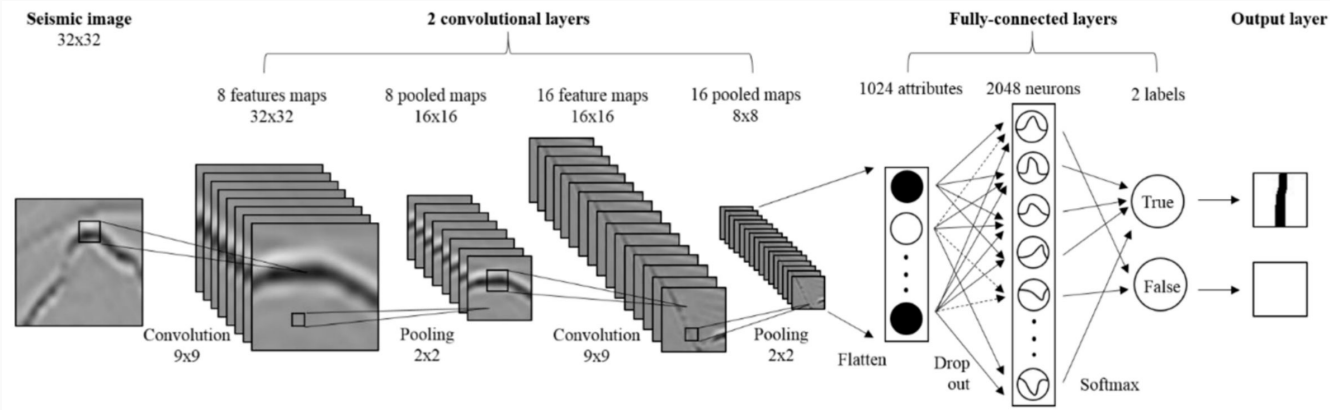 Seismic image
32x32
2 convolutional layers
Fully-connected layers
Output layer
8 features maps
32x32
8 pooled maps
16x16
16 feature maps
16x16
16 pooled maps
8x8
1024 attributes
2048 neurons
2 labels
Convolution
9x9
Pooling
2x2
Convolution
9x9
Pooling
2x2
Flatten
Drop
out
Softmax
True
False